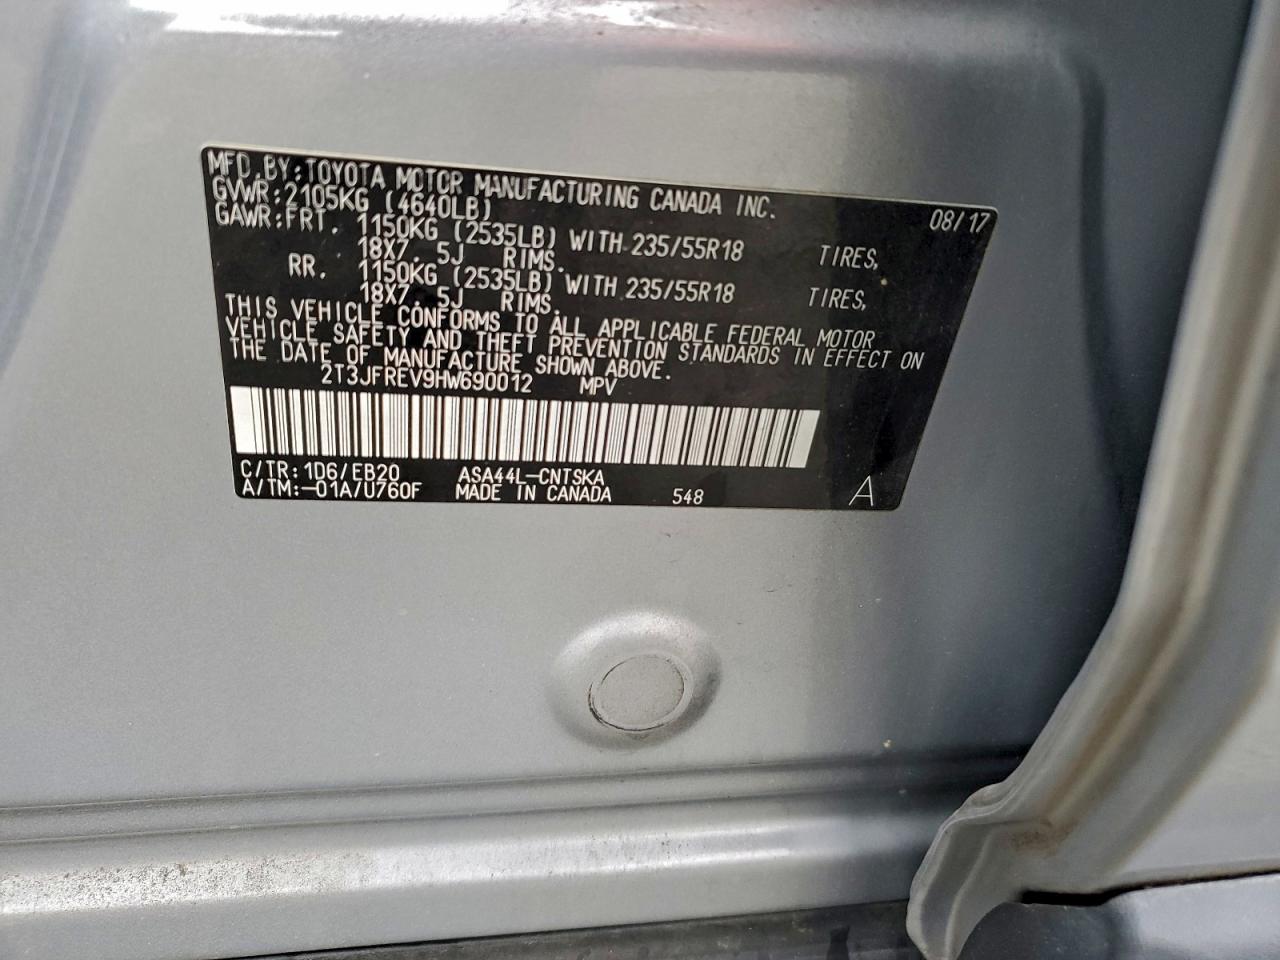 MFD. BY: TOYOTA MOTOR MANUFACTURING CANADA INC.
08/17
GVWR: 2105KG (4640LB)
GAWR: FRT. 1150KG (2535LB) WITH 235/55R18 TIRES,
18X7. 5J RIMS.
RR. 1150KG (2535LB) WITH 235/55R18 TIRES,
18X7. 5J RIMS.
THIS VEHICLE CONFORMS TO ALL APPLICABLE FEDERAL MOTOR
VEHICLE SAFETY AND THEFT PREVENTION STANDARDS IN EFFECT ON
THE DATE OF MANUFACTURE SHOWN ABOVE.
2T3JFREV9HW690012 MPV
C/TR: 1D6/EB20 ASA44L-CNTSKA
A/TM: -01A/U760F MADE IN CANADA 548 A